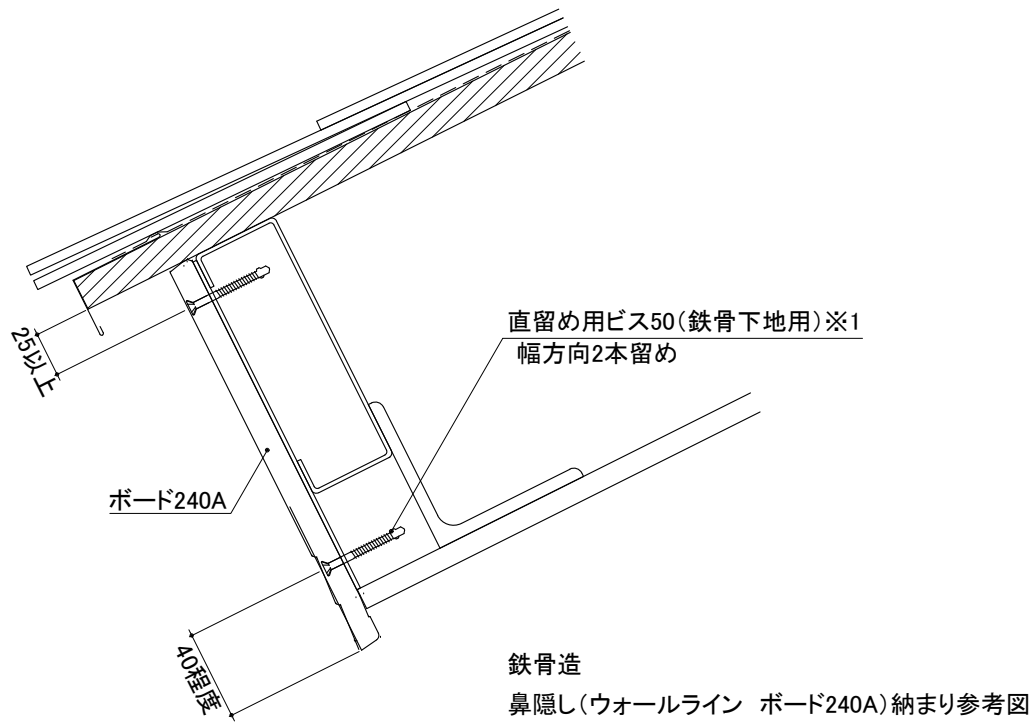 直留め用ビス50(鉄骨下地用)※1
幅方向2本留め
25以上
ボード240A
40程度
鉄骨造
鼻隠し(ウォールライン ボード240A)納まり参考図